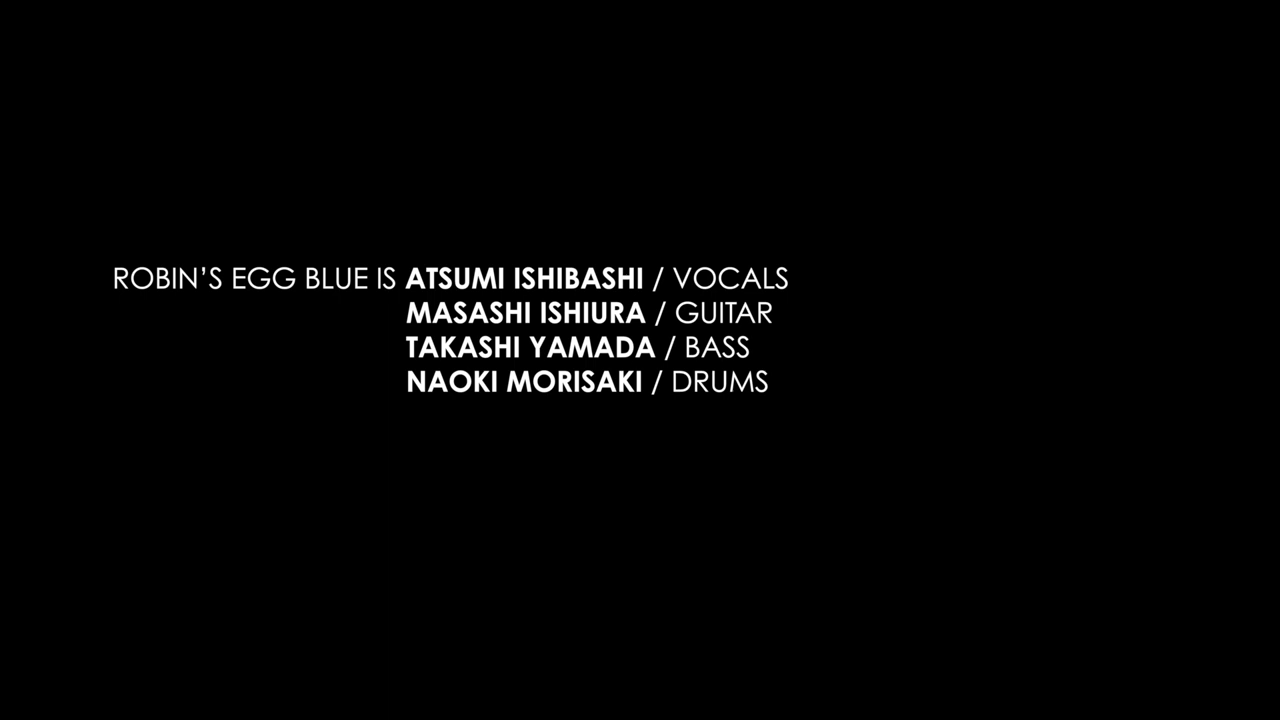 ROBIN’S EGG BLUE IS ATSUMI ISHIBASHI / VOCALS
MASASHI ISHIURA / GUITAR
TAKASHI YAMADA / BASS
NAOKI MORISAKI / DRUMS